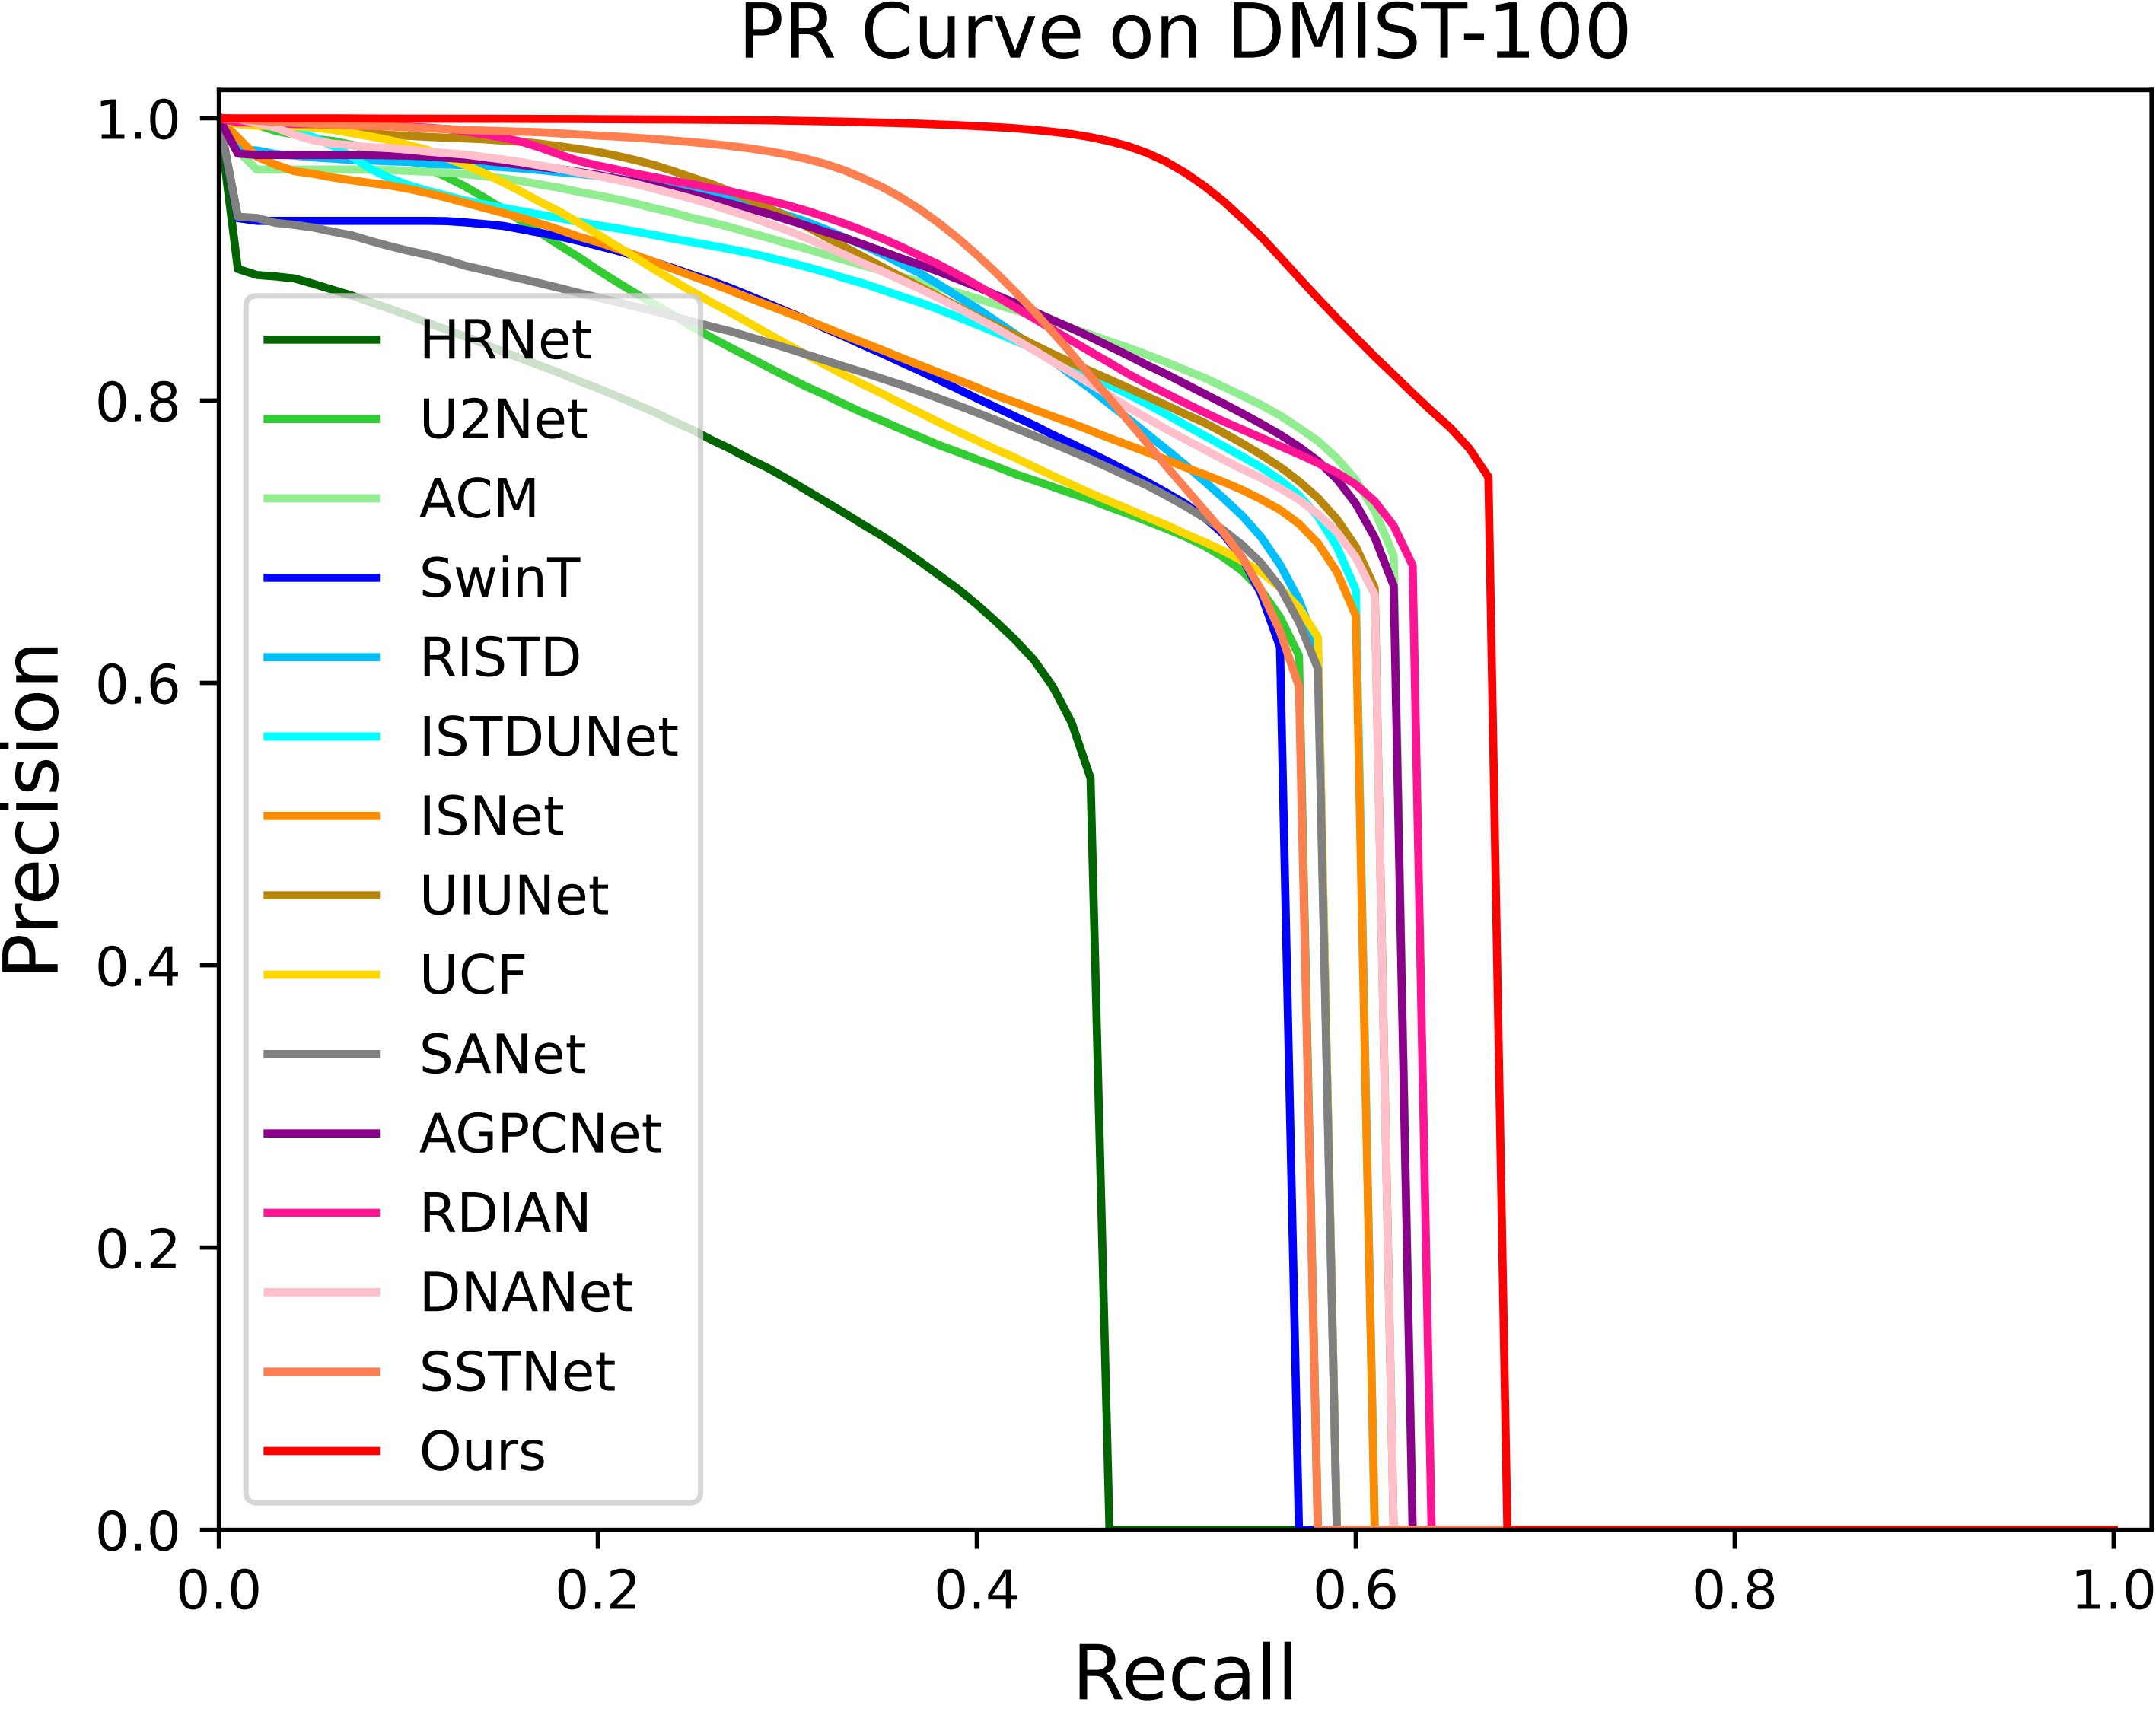 PR Curve on DMIST-100
Precision
1.0
0.8
0.6
0.4
0.2
0.0
HRNet
U2Net
ACM
SwinT
RISTD
ISTDUNet
ISNet
UIUNet
UCF
SANet
AGPCNet
RDIAN
DNANet
SSTNet
Ours
0.0 0.2 0.4 0.6 0.8 1.0
Recall